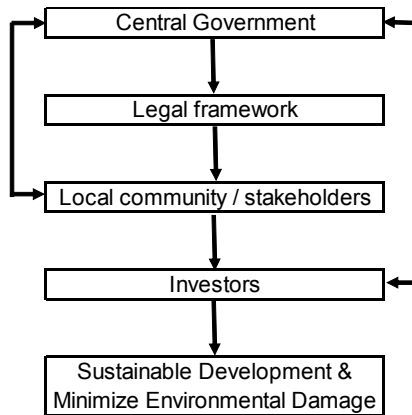 Central Government
Legal framework
Local community / stakeholders
Investors
Sustainable Development &
Minimize Environmental Damage